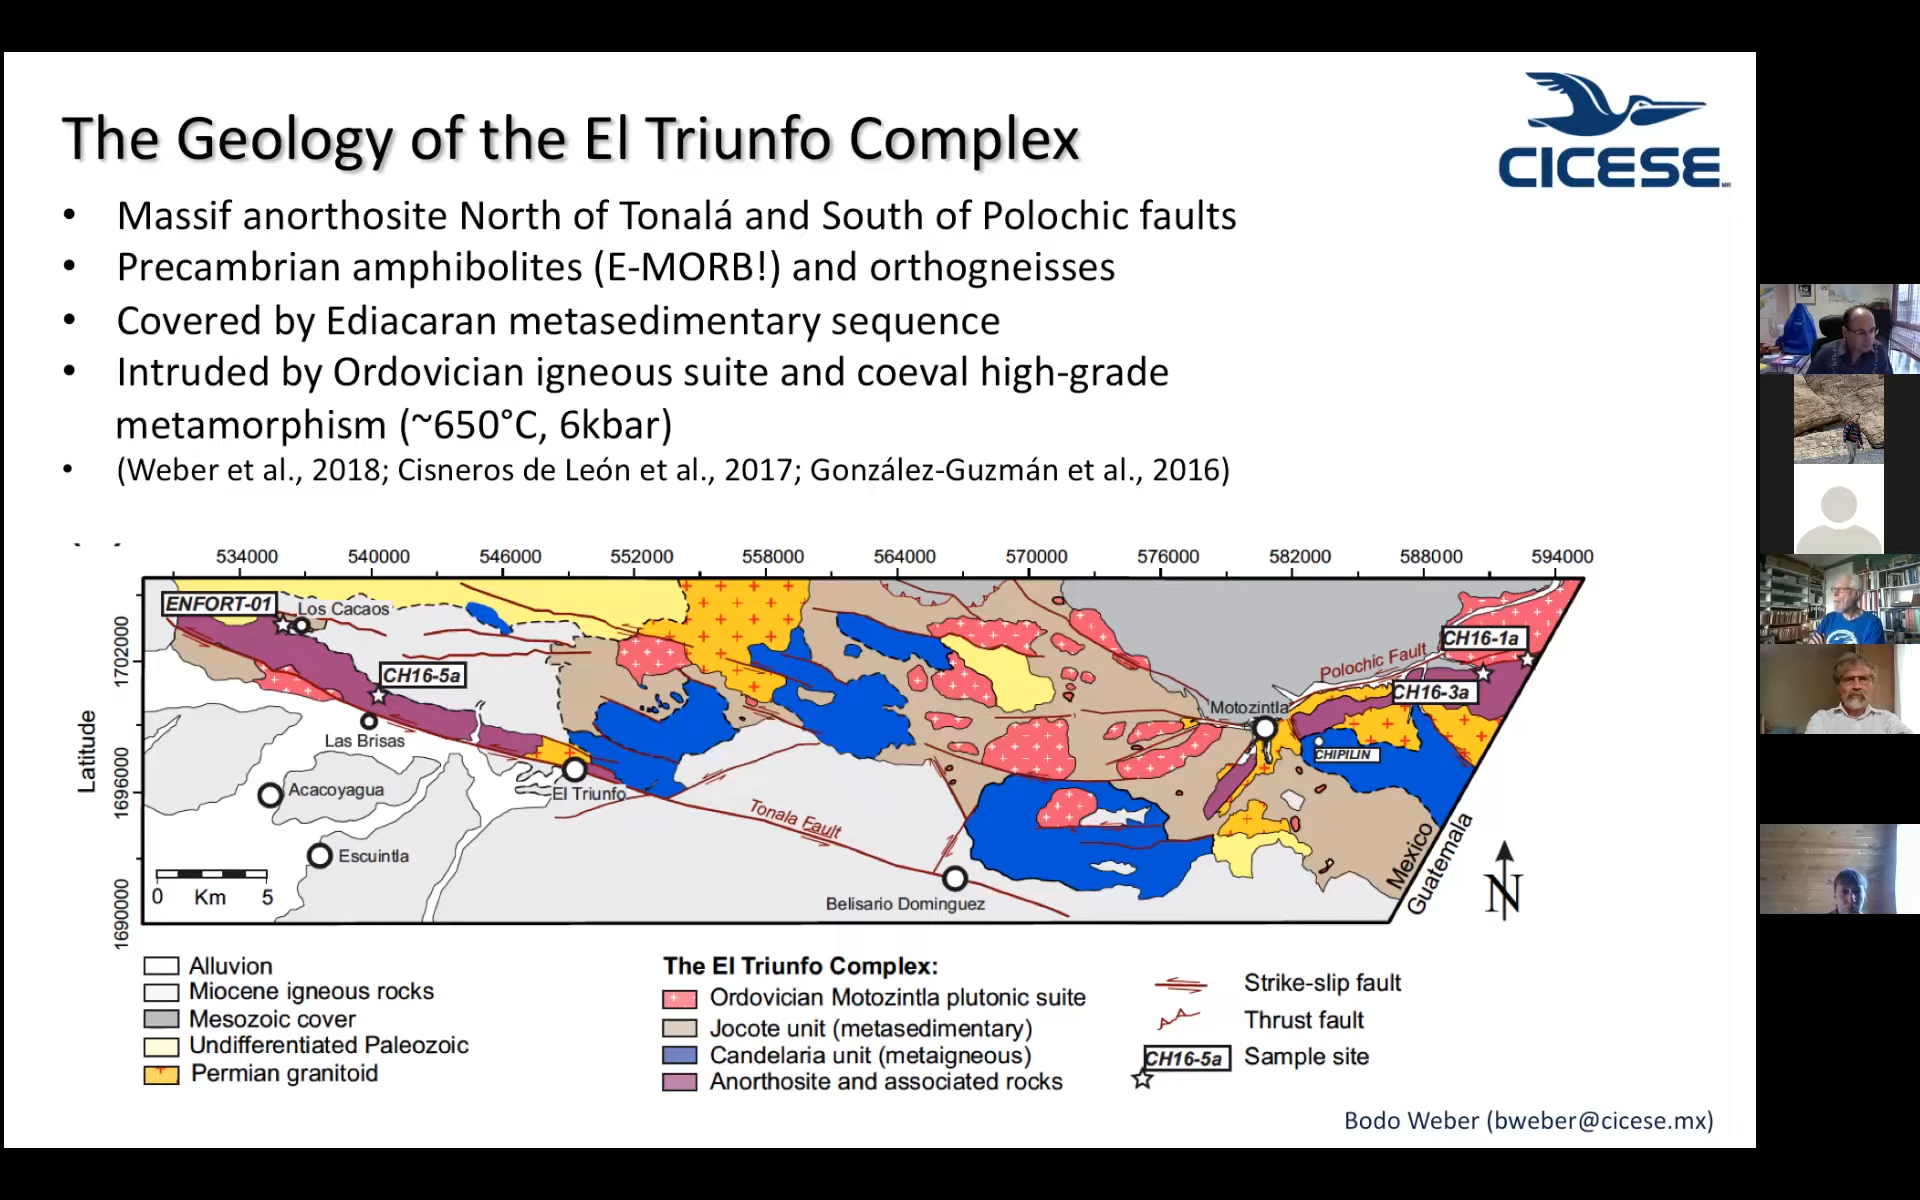 CICESE
The Geology of the El Triunfo Complex
• Massif anorthosite North of Tonalá and South of Polochic faults
• Precambrian amphibolites (E-MORB!) and orthogneisses
• Covered by Ediacaran metasedimentary sequence
• Intruded by Ordovician igneous suite and coeval high-grade
metamorphism (~650°C, 6kbar)
• (Weber et al., 2018; Cisneros de León et al., 2017; González-Guzmán et al., 2016)
534000 540000 546000 552000 558000 564000 570000 576000 582000 588000 594000
Latitude
1702000
1696000
1690000
ENFORT-01
Los Cacaos
CH16-5a
Las Brisas
Acacoyagua
Escuintla
El Triunfo
Tonala Fault
Belisario Dominguez
Motozintla
Polochic Fault
CH16-1a
CH16-3a
CHIPILIN
Mexico
Guatemala
N
0 Km 5
Alluvion
Miocene igneous rocks
Mesozoic cover
Undifferentiated Paleozoic
Permian granitoid
The El Triunfo Complex:
Ordovician Motozintla plutonic suite
Jocote unit (metasedimentary)
Candelaria unit (metaigneous)
Anorthosite and associated rocks
Strike-slip fault
Thrust fault
CH16-5a Sample site
Bodo Weber (bweber@cicese.mx)